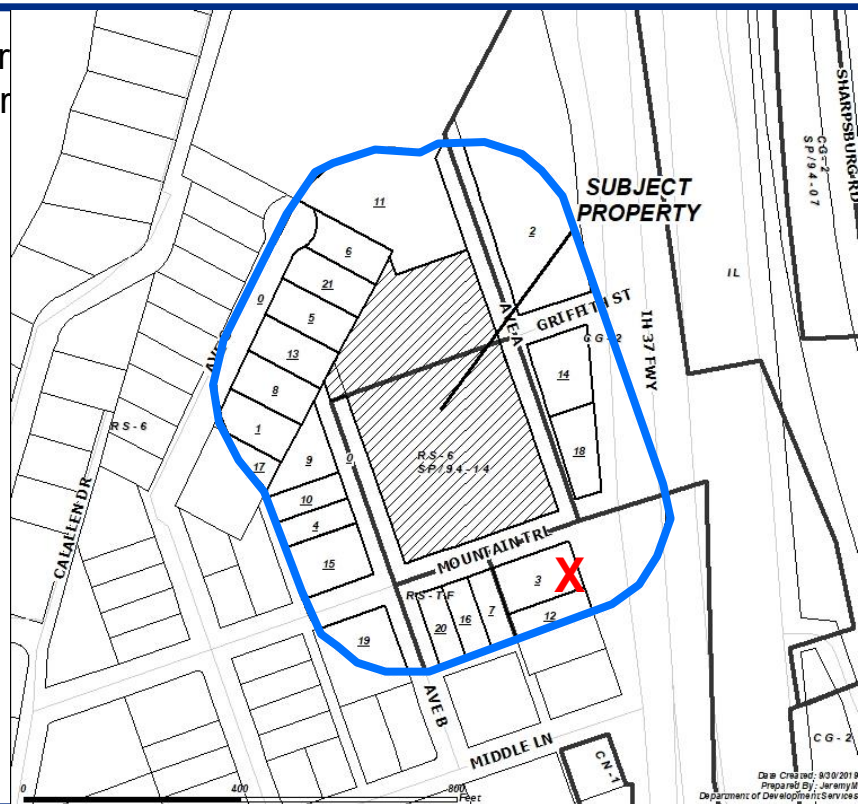 r
r
SHARPSBURG RD
CG-2
SP/94-07
SUBJECT
PROPERTY
11
2
6
IL
21
0
5
AVE A
GRIFFITH ST
IH 37 FWY
13
CG-2
AVE C
14
8
1
RS-6
9
0
RS-6
SP/94-14
18
17
10
CALALLEN DR
4
MOUNTAIN TRL
15
3
X
RS-TF
7
16
12
20
19
AVE B
MIDDLE LN
CN-1
CG-2
0 400 800
Feet
Date Created: 9/30/2019
Department of Development Services